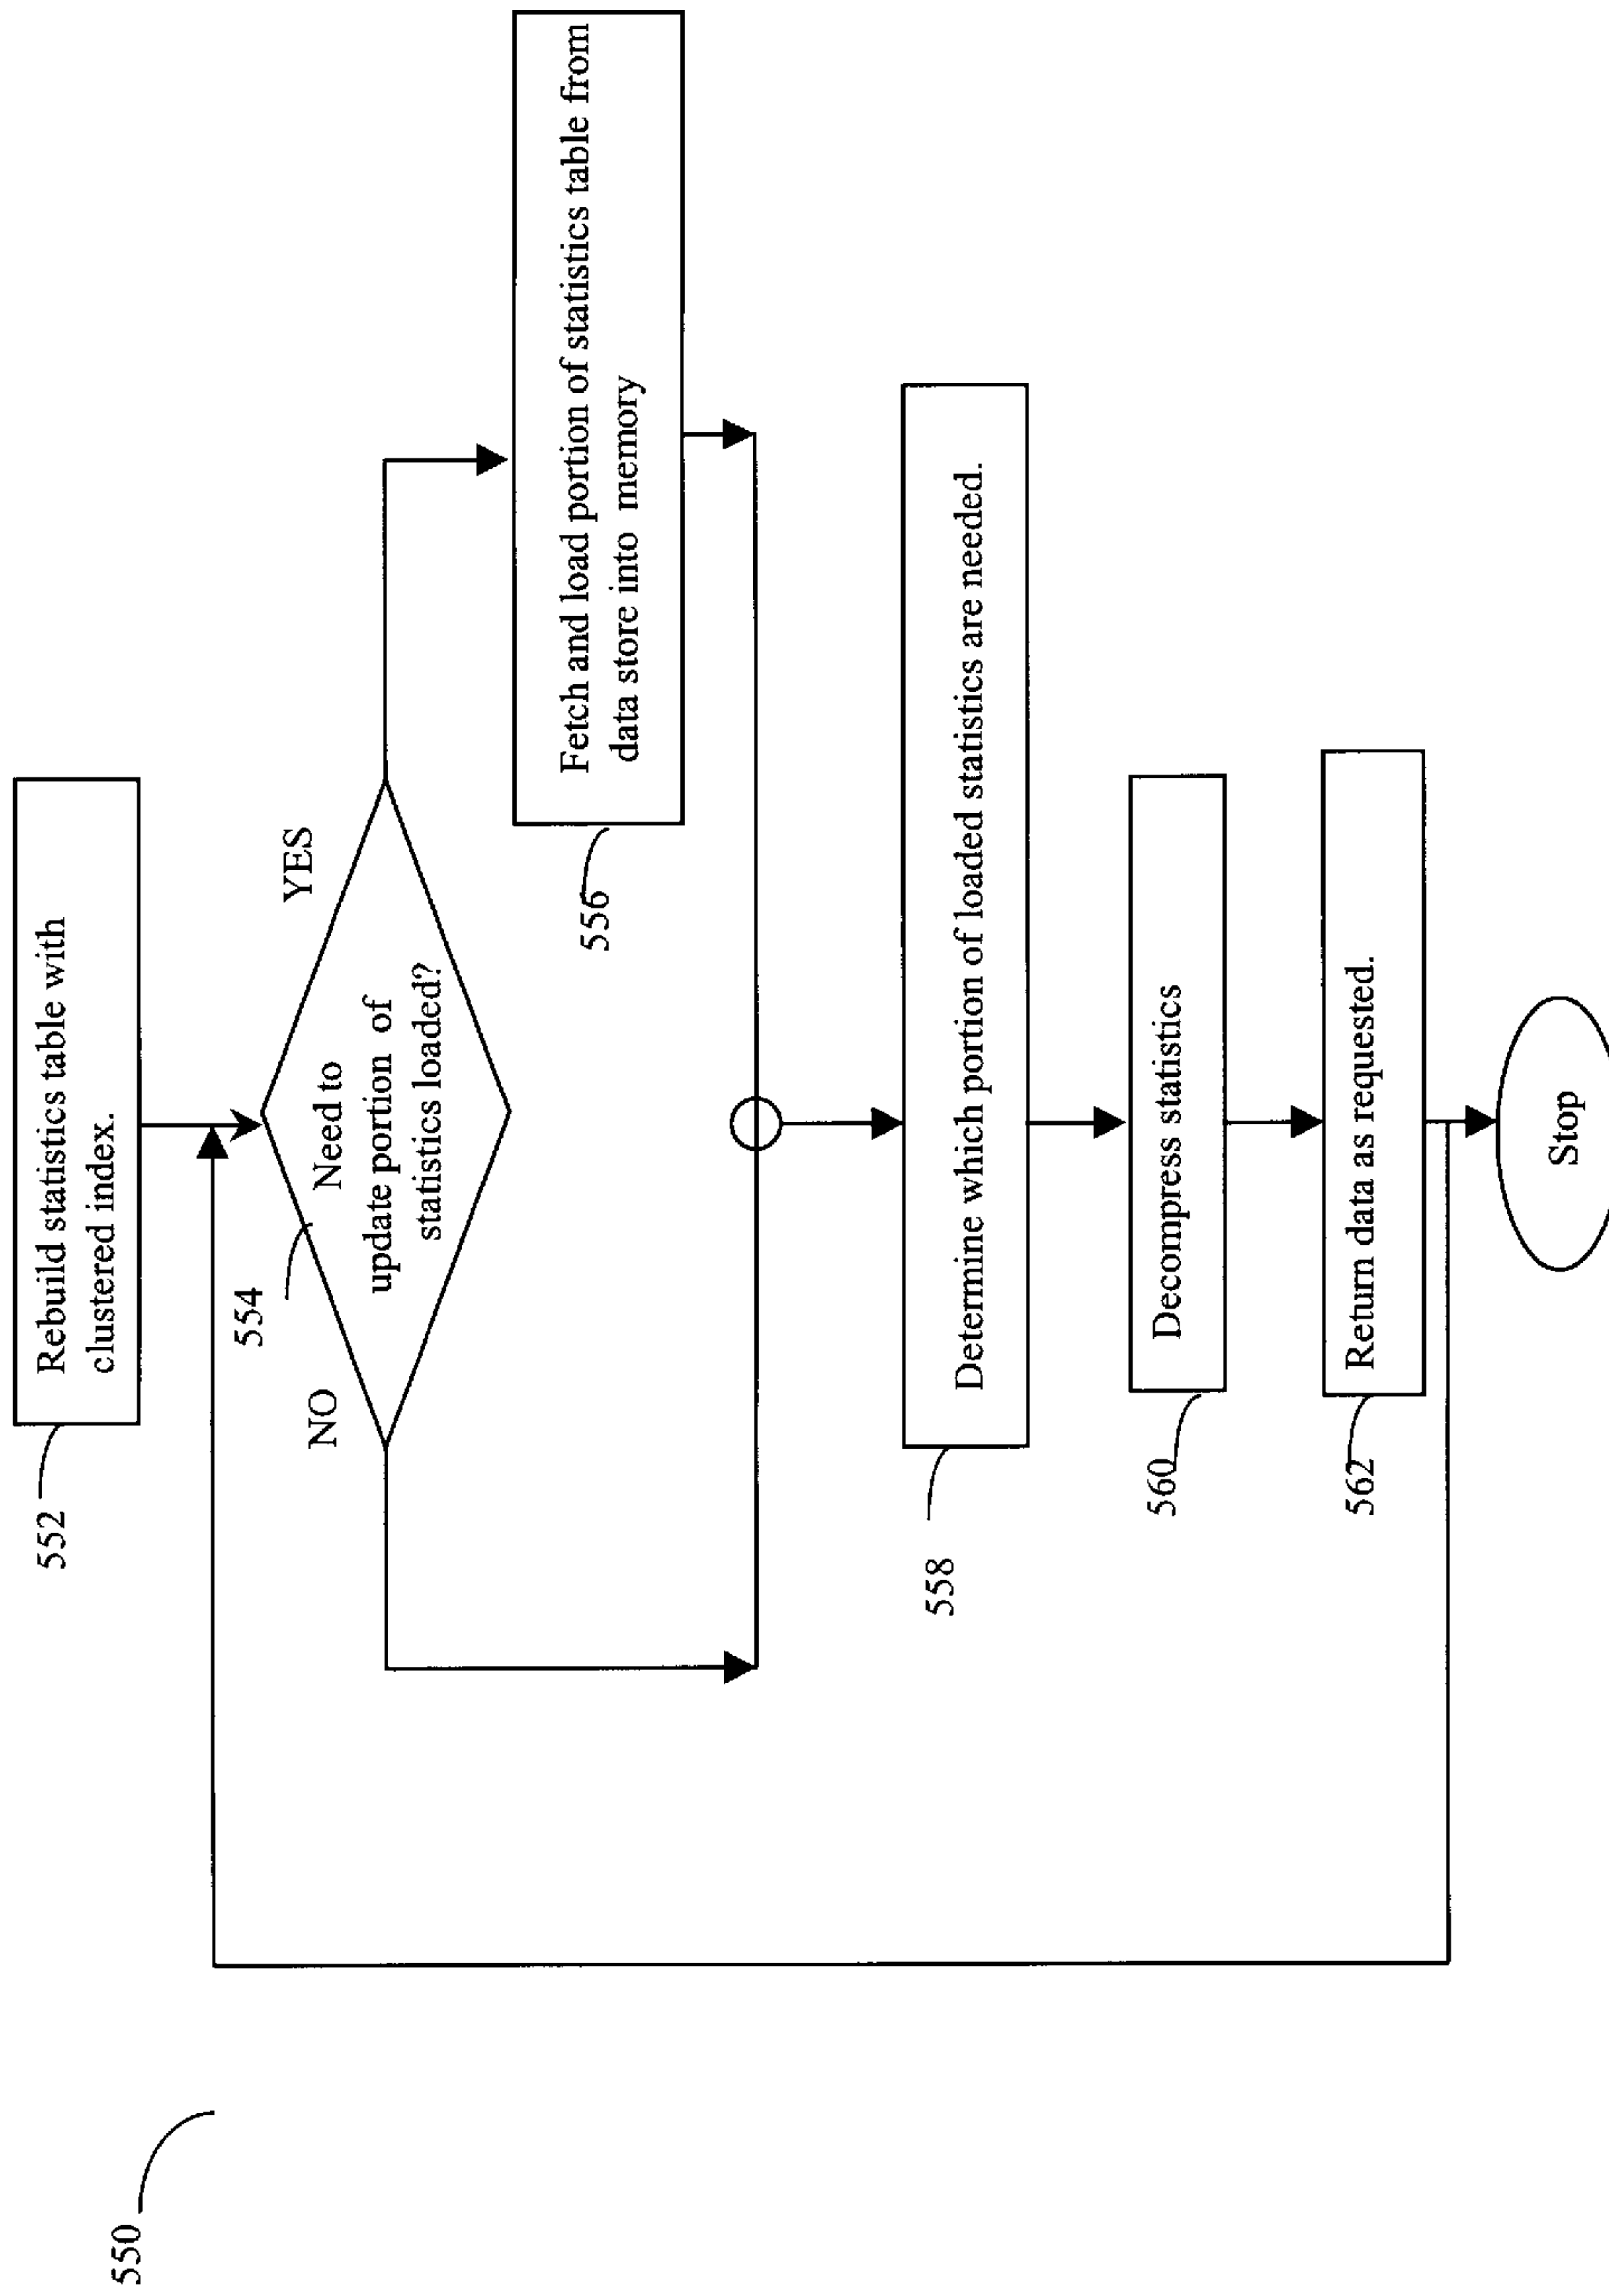 550
552
Rebuild statistics table with
clustered index.
554
Need to
update portion of
statistics loaded?
NO
YES
556
Fetch and load portion of statistics table from
data store into memory
558
Determine which portion of loaded statistics are needed.
560
Decompress statistics
562
Return data as requested.
Stop